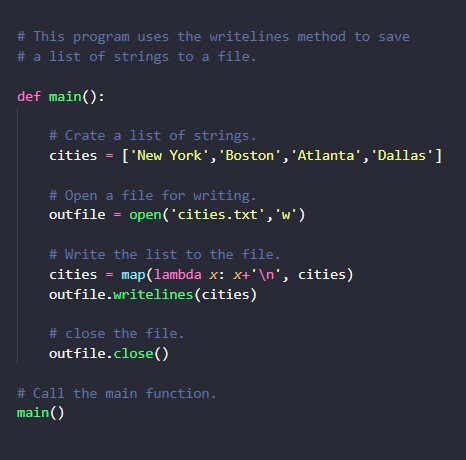 # This program uses the writelines method to save
# a list of strings to a file.
def main():
# Crate a list of strings.
cities = ['New York','Boston','Atlanta','Dallas']
# Open a file for writing.
outfile = open('cities.txt','w')
# Write the list to the file.
cities = map(lambda x: x+'\n', cities)
outfile.writelines(cities)
# close the file.
outfile.close()
# Call the main function.
main()